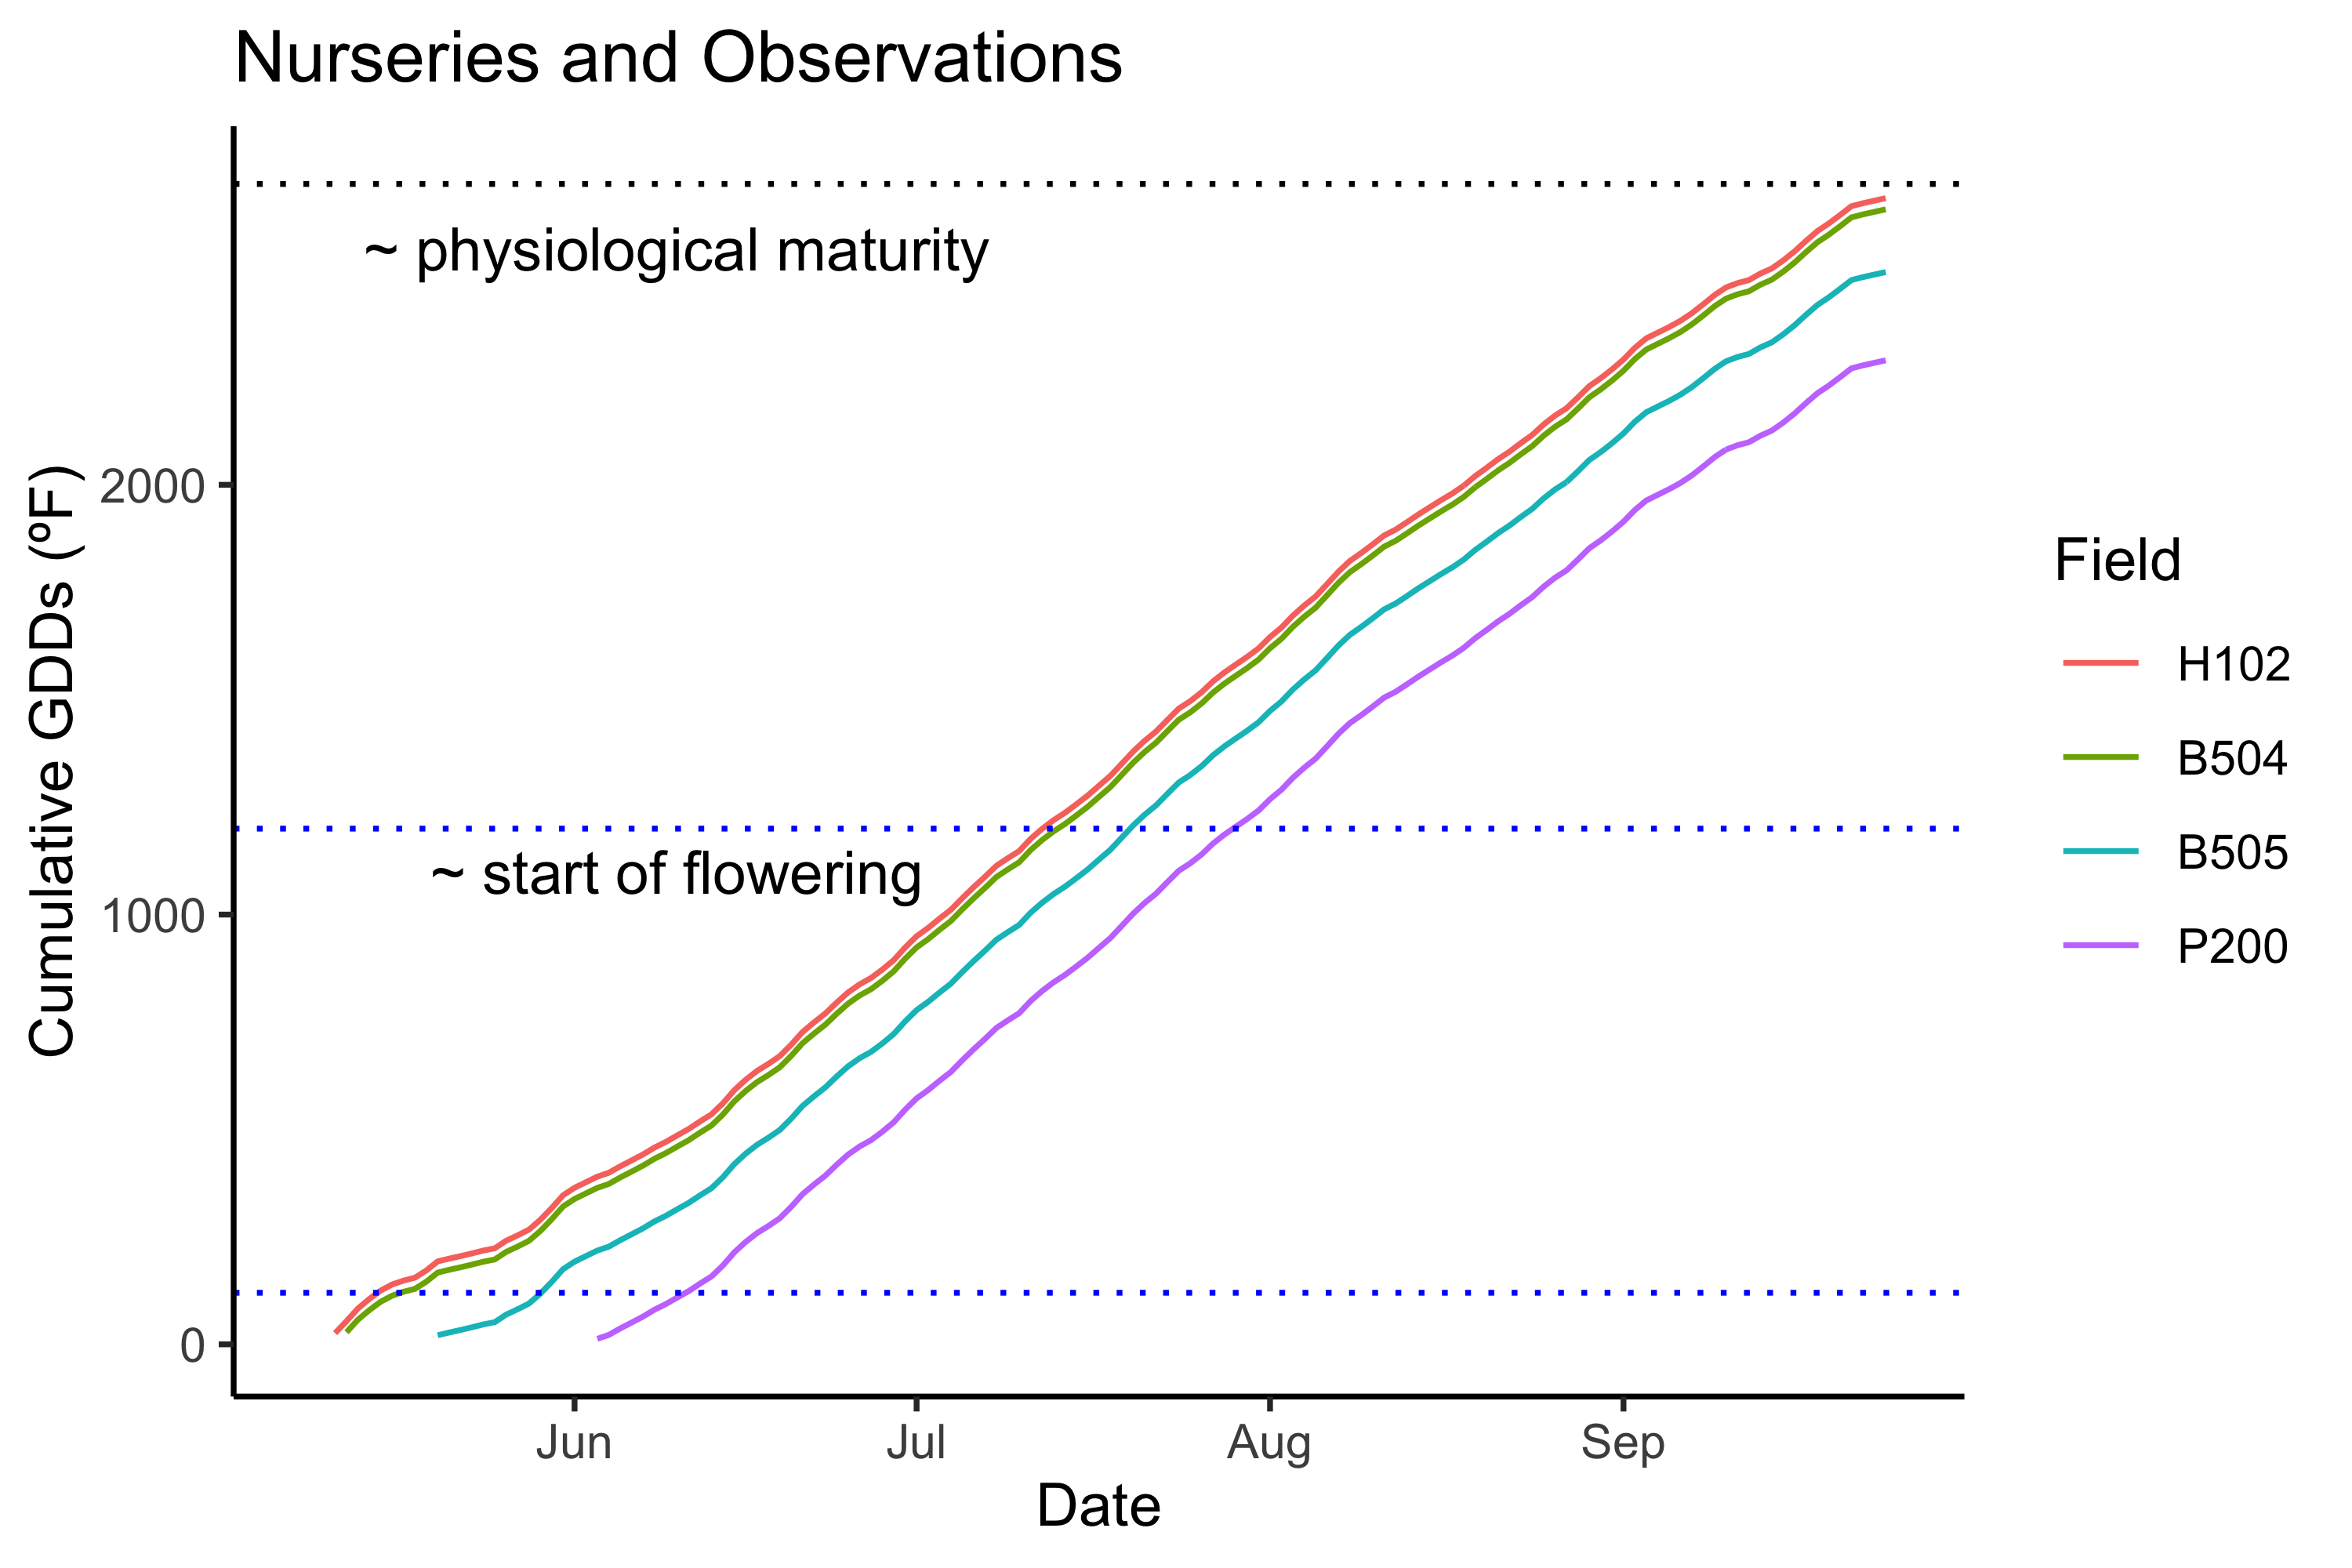 Nurseries and Observations
~ physiological maturity
~ start of flowering
Cumulative GDDs (ºF)
2000
1000
0
Jun
Jul
Aug
Sep
Date
Field
H102
B504
B505
P200